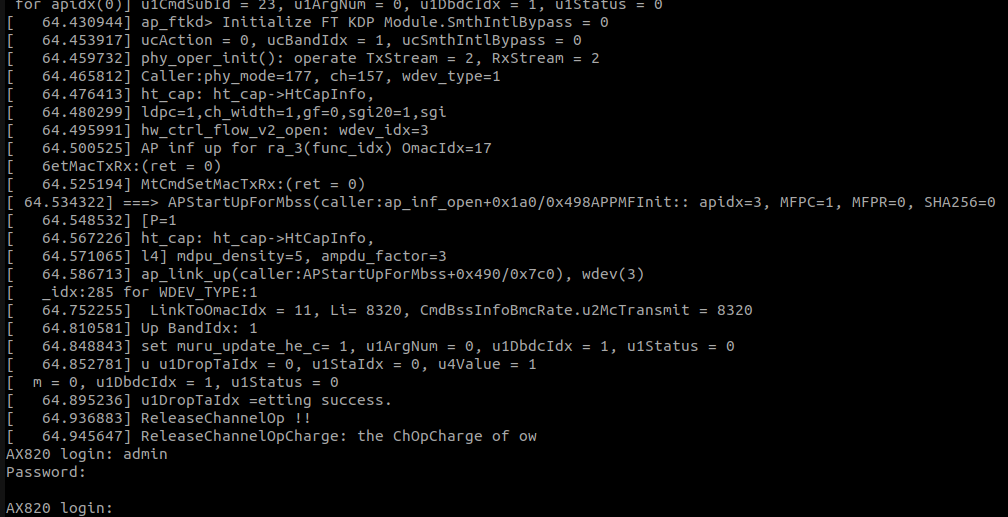 for apidx(0)] u1CmdSubId = 23, u1ArgNum = 0, u1DbdcIdx = 1, u1Status = 0
[   64.430944] ap_ftkd> Initialize FT KDP Module.SmthIntlBypass = 0
[   64.453917] ucAction = 0, ucBandIdx = 1, ucSmthIntlBypass = 0
[   64.459732] phy_oper_init(): operate TxStream = 2, RxStream = 2
[   64.465812] Caller:phy_mode=177, ch=157, wdev_type=1
[   64.476413] ht_cap: ht_cap->HtCapInfo,
[   64.480299] ldpc=1,ch_width=1,gf=0,sgi20=1,sgi
[   64.495991] hw_ctrl_flow_v2_open: wdev_idx=3
[   64.500525] AP inf up for ra_3(func_idx) OmacIdx=17
[   6etMacTxRx:(ret = 0)
[   64.525194] MtCmdSetMacTxRx:(ret = 0)
[ 64.534322] ===> APStartUpForMbss(caller:ap_inf_open+0x1a0/0x498APPMFInit:: apidx=3, MFPC=1, MFPR=0, SHA256=0
[   64.548532] [P=1
[   64.567226] ht_cap: ht_cap->HtCapInfo,
[   64.571065] l4] mdpu_density=5, ampdu_factor=3
[   64.586713] ap_link_up(caller:APStartUpForMbss+0x490/0x7c0), wdev(3)
[   _idx:285 for WDEV_TYPE:1
[   64.752255]  LinkToOmacIdx = 11, Li= 8320, CmdBssInfoBmcRate.u2McTransmit = 8320
[   64.810581] Up BandIdx: 1
[   64.848843] set muru_update_he_c= 1, u1ArgNum = 0, u1DbdcIdx = 1, u1Status = 0
[   64.852781] u u1DropTaIdx = 0, u1StaIdx = 0, u4Value = 1
[  m = 0, u1DbdcIdx = 1, u1Status = 0
[   64.895236] u1DropTaIdx =etting success.
[   64.936883] ReleaseChannelOp !!
[   64.945647] ReleaseChannelOpCharge: the ChOpCharge of ow
AX820 login: admin
Password:
AX820 login: